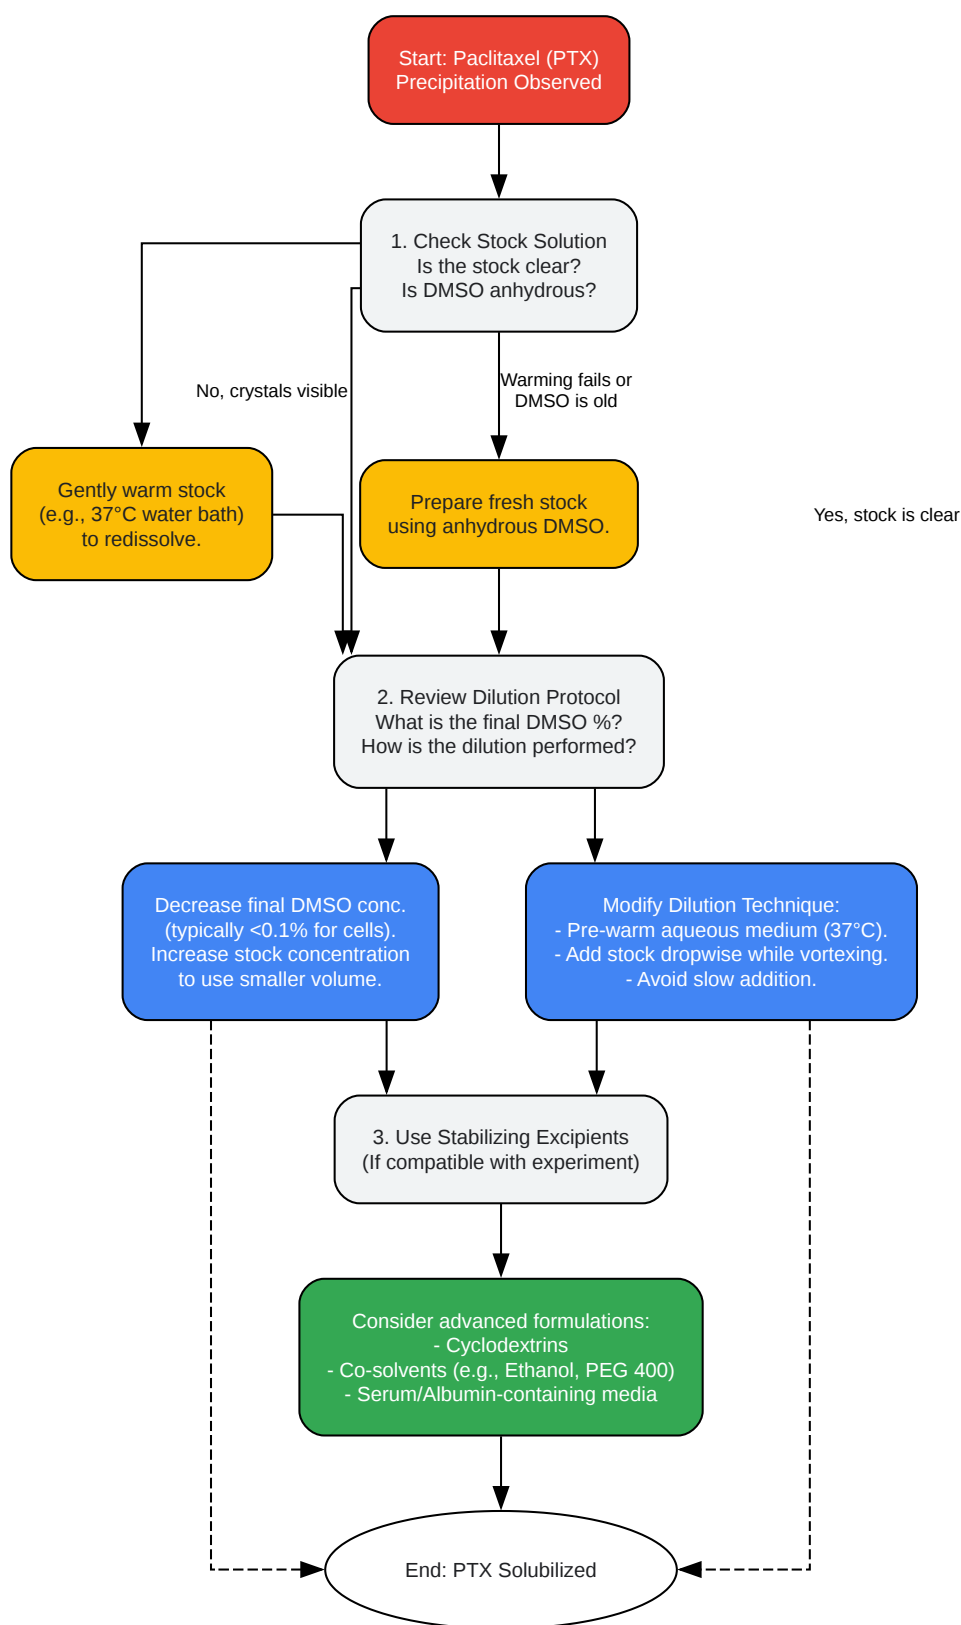 Start: Paclitaxel (PTX)
Precipitation Observed
1. Check Stock Solution
Is the stock clear?
Is DMSO anhydrous?
No, crystals visible
Warming fails or
DMSO is old
Gently warm stock
(e.g., 37°C water bath)
to redissolve.
Prepare fresh stock
using anhydrous DMSO.
Yes, stock is clear
2. Review Dilution Protocol
What is the final DMSO %?
How is the dilution performed?
Decrease final DMSO conc.
(typically <0.1% for cells).
Increase stock concentration
to use smaller volume.
Modify Dilution Technique:
- Pre-warm aqueous medium (37°C).
- Add stock dropwise while vortexing.
- Avoid slow addition.
3. Use Stabilizing Excipients
(If compatible with experiment)
Consider advanced formulations:
- Cyclodextrins
- Co-solvents (e.g., Ethanol, PEG 400)
- Serum/Albumin-containing media
End: PTX Solubilized